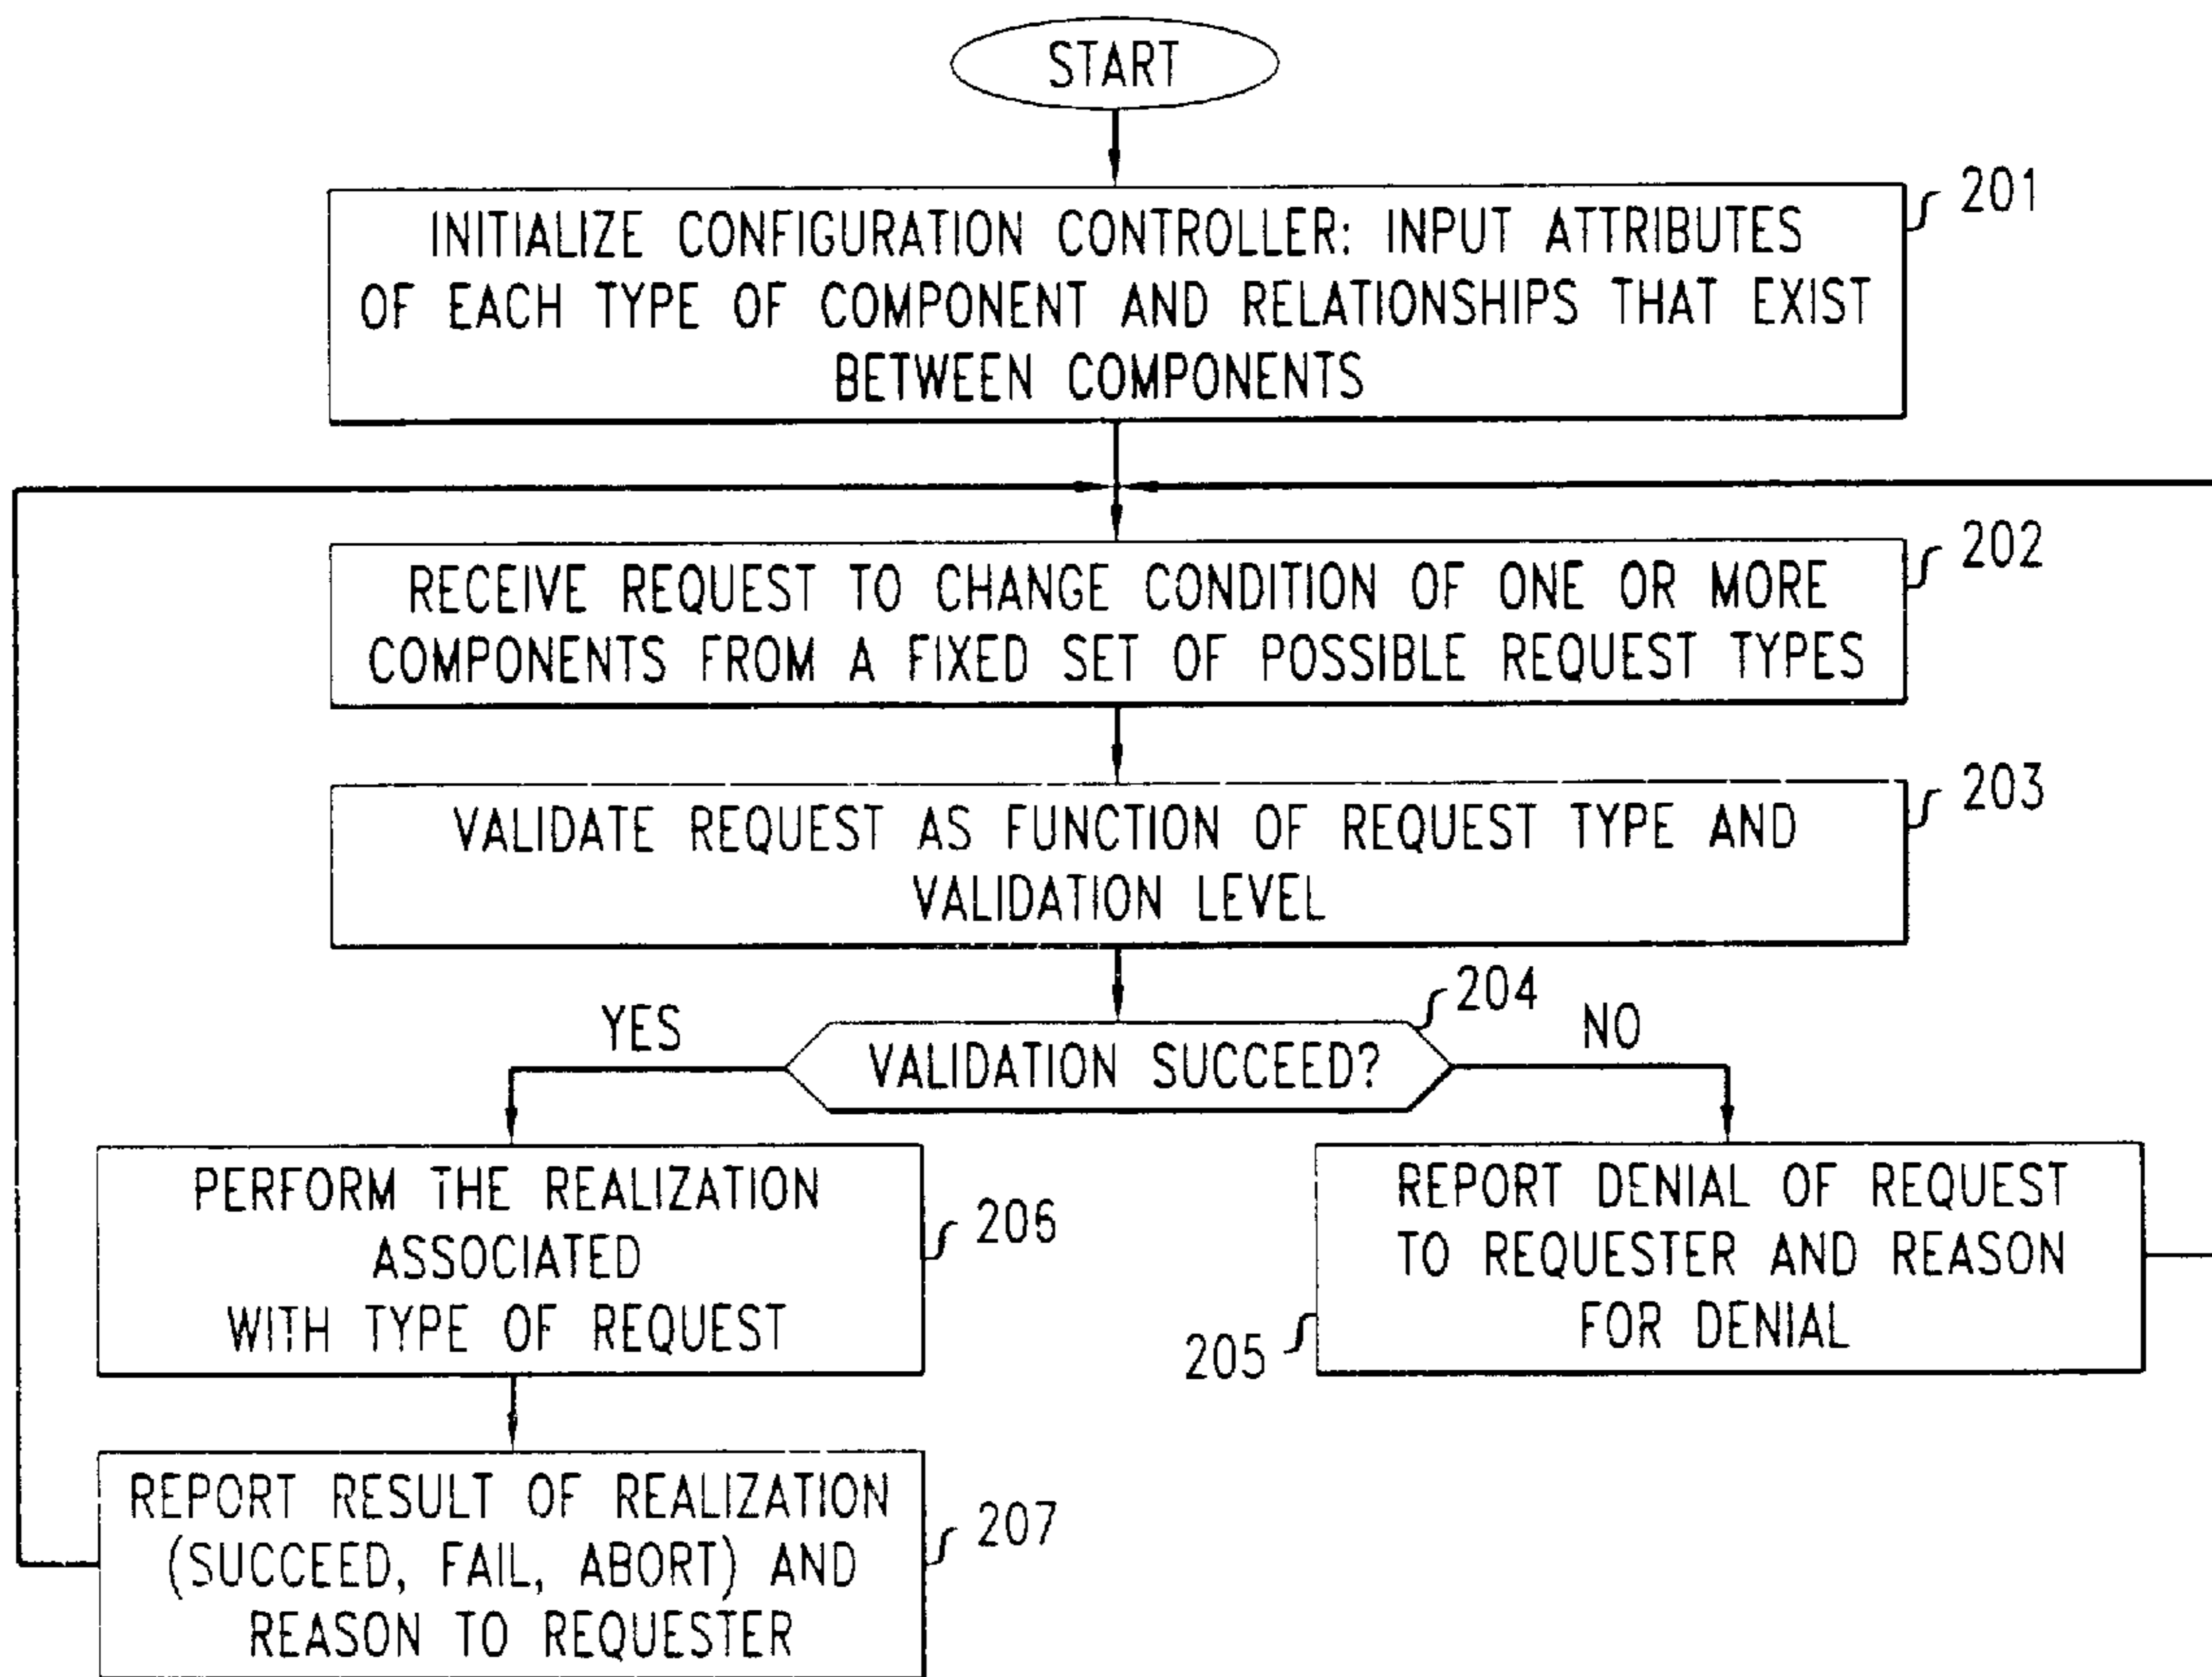 START
201
INITIALIZE CONFIGURATION CONTROLLER: INPUT ATTRIBUTES
OF EACH TYPE OF COMPONENT AND RELATIONSHIPS THAT EXIST
BETWEEN COMPONENTS
202
RECEIVE REQUEST TO CHANGE CONDITION OF ONE OR MORE
COMPONENTS FROM A FIXED SET OF POSSIBLE REQUEST TYPES
203
VALIDATE REQUEST AS FUNCTION OF REQUEST TYPE AND
VALIDATION LEVEL
204
YES
NO
VALIDATION SUCCEED?
PERFORM THE REALIZATION
ASSOCIATED
WITH TYPE OF REQUEST
206
REPORT DENIAL OF REQUEST
TO REQUESTER AND REASON
FOR DENIAL
205
REPORT RESULT OF REALIZATION
(SUCCEED, FAIL, ABORT) AND
REASON TO REQUESTER
207